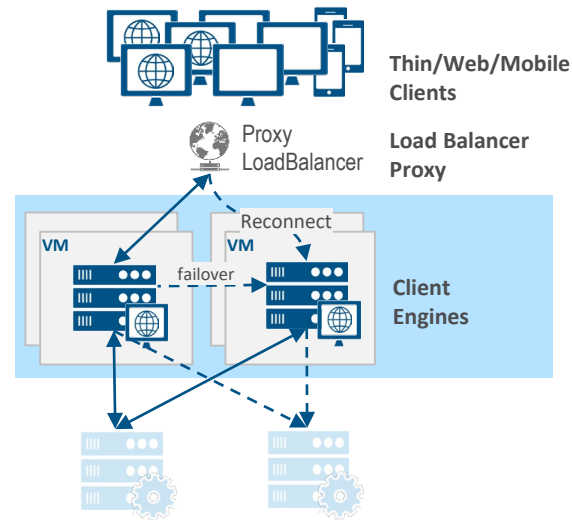 Thin/Web/Mobile
Clients
Proxy
LoadBalancer
Load Balancer
Proxy
Reconnect
VM
VM
failover
Client
Engines